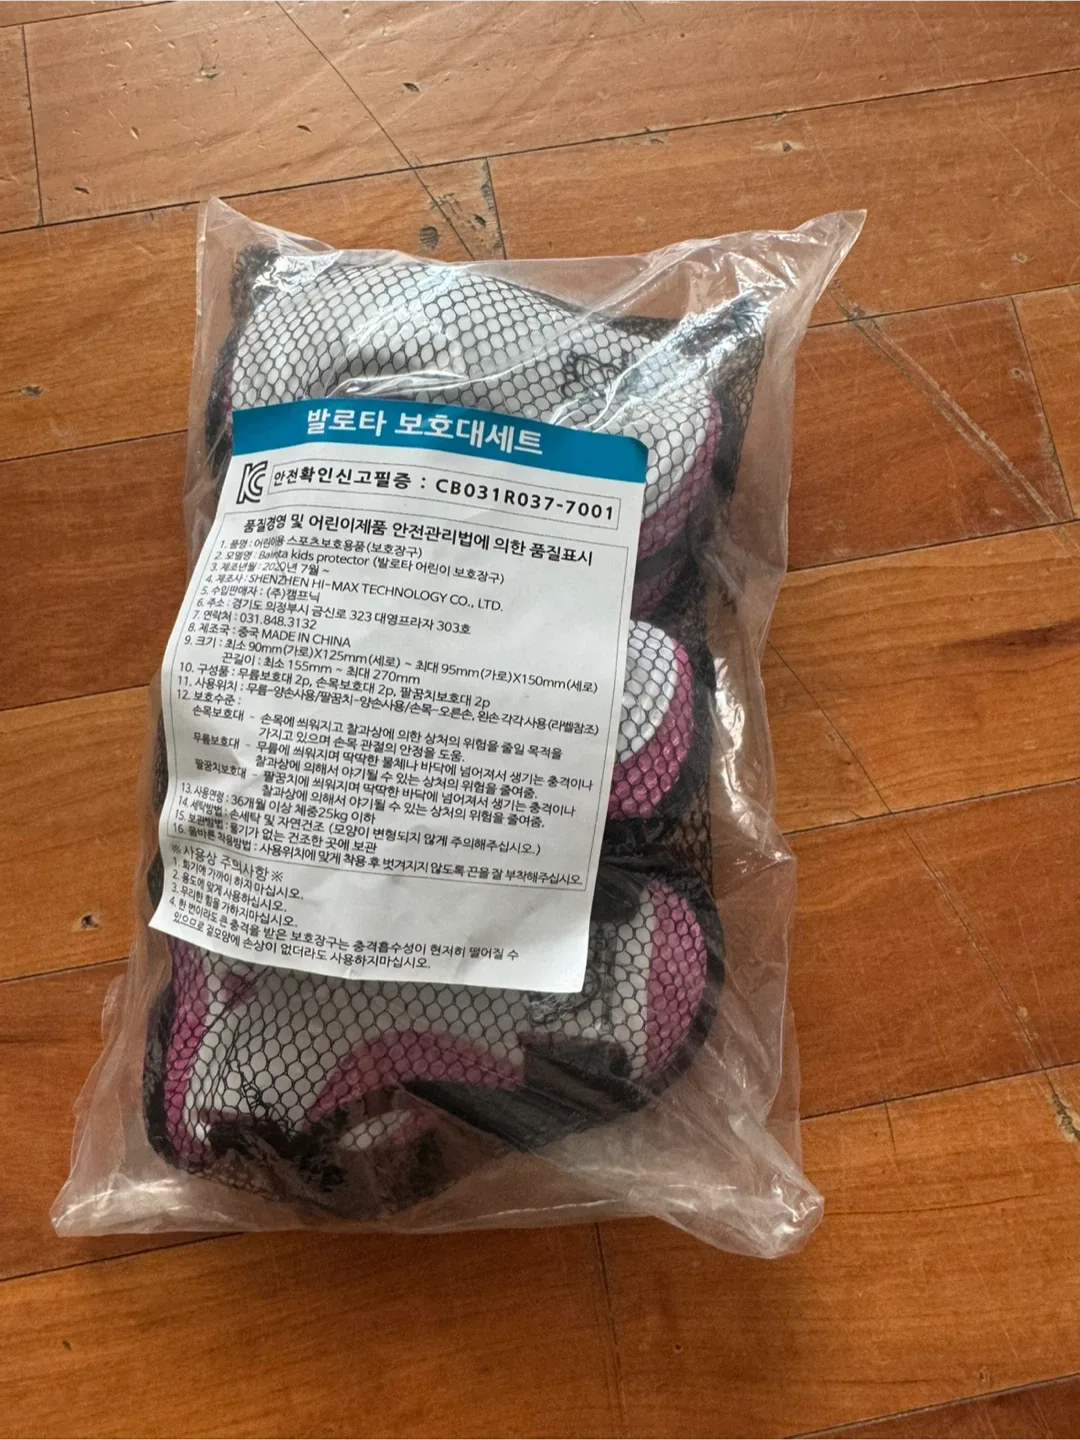 발로타 보호대세트
KC 안전확인신고필증 : CB031R037-7001
품질경영 및 어린이제품 안전관리법에 의한 품질표시
1. 품명 : 어린이용 스포츠보호용품(보호장구)
2. 모델명 : Baleta kids protector (발로타 어린이 보호장구)
3. 제조년월 : 2020년 7월 ~
4. 제조사 : SHENZHEN HI-MAX TECHNOLOGY CO., LTD.
5. 수입판매자 : (주)캠프닉
6. 주소 : 경기도 의정부시 금신로 323 대영프라자 303호
7. 연락처 : 031.848.3132
8. 제조국 : 중국 MADE IN CHINA
9. 크기 : 최소 90mm(가로)X125mm(세로) ~ 최대 95mm(가로)X150mm(세로)
끈길이 : 최소 155mm ~ 최대 270mm
10. 구성품 : 무릎보호대 2p, 손목보호대 2p, 팔꿈치보호대 2p
11. 사용위치 : 무릎-양손사용/팔꿈치-양손사용/손목-오른손, 왼손 각각 사용(라벨참조)
12. 보호수준 :
손목보호대 - 손목에 씌워지고 찰과상에 의한 상처의 위험을 줄일 목적을
가지고 있으며 손목 관절의 안정을 도움.
무릎보호대 - 무릎에 씌워지며 딱딱한 물체나 바닥에 넘어져서 생기는 충격이나
찰과상에 의해서 야기될 수 있는 상처의 위험을 줄여줌.
팔꿈치보호대 - 팔꿈치에 씌워지며 딱딱한 바닥에 넘어져서 생기는 충격이나
찰과상에 의해서 야기될 수 있는 상처의 위험을 줄여줌.
13. 사용연령 : 36개월 이상 체중25kg 이하
14. 세탁방법 : 손세탁 및 자연건조 (모양이 변형되지 않게 주의해주십시오.)
15. 보관방법 : 물기가 없는 건조한 곳에 보관
16. 올바른 착용방법 : 사용위치에 맞게 착용 후 벗겨지지 않도록 끈을 잘 부착해주십시오.
※ 사용상 주의사항 ※
1. 화기에 가까이 하지 마십시오.
2. 용도에 맞게 사용하십시오.
3. 무리한 힘을 가하지마십시오.
4. 한 번이라도 큰 충격을 받은 보호장구는 충격흡수성이 현저히 떨어질 수
있으므로 겉모양에 손상이 없더라도 사용하지마십시오.